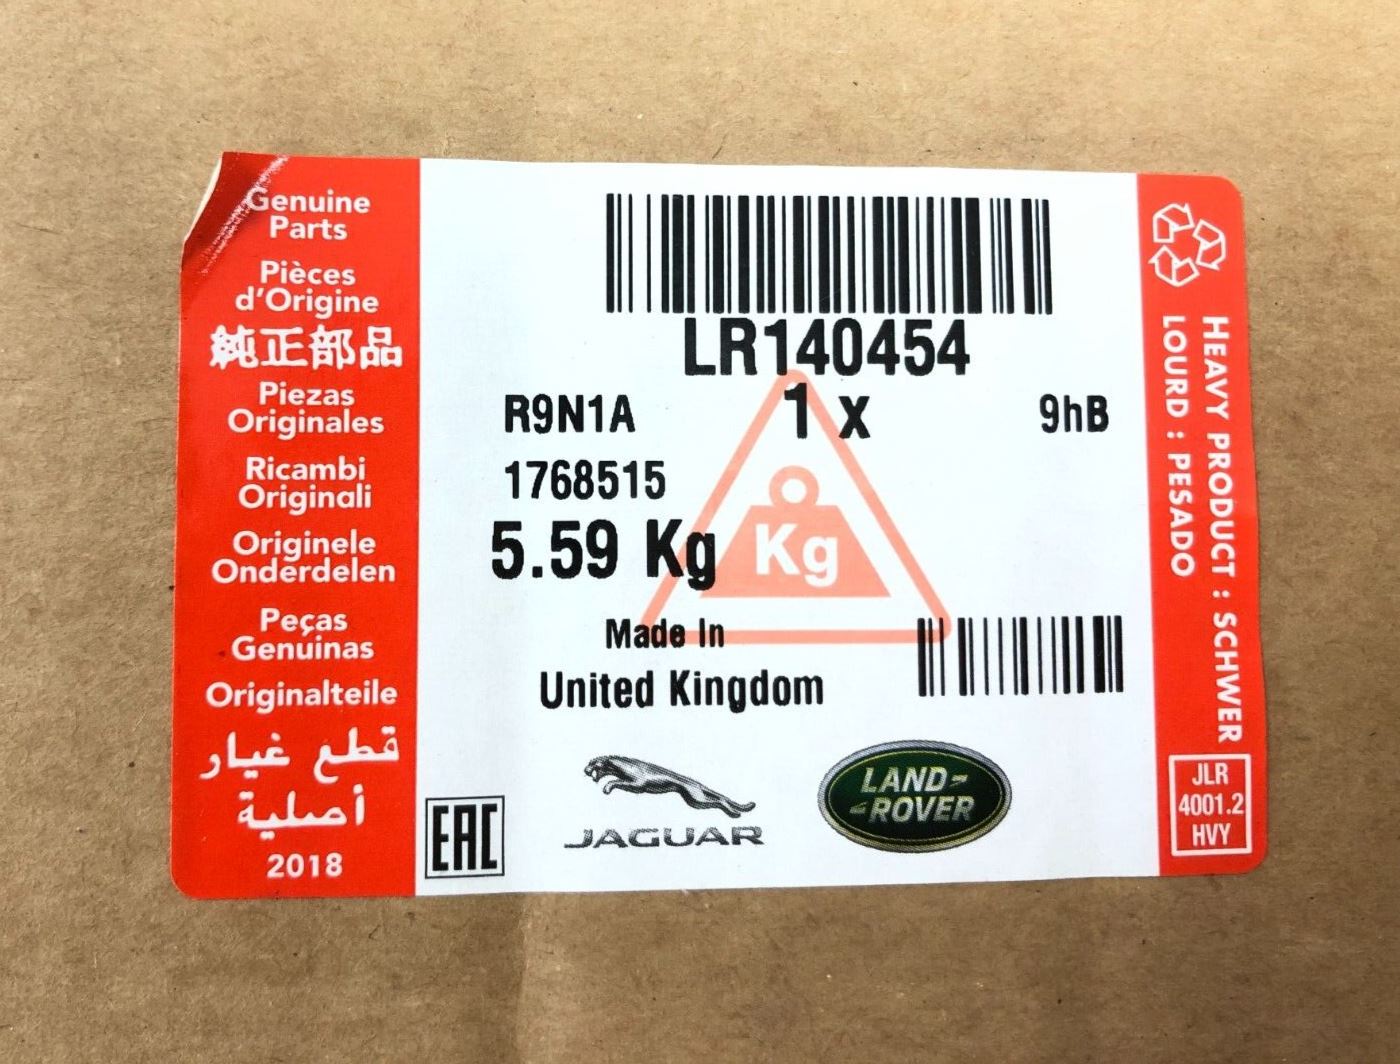 Genuine
Parts
Pièces
d'Origine
純正部品
Piezas
Originales
Ricambi
Originali
Originele
Onderdelen
Peças
Genuinas
Originalteile
قطع غيار
أصلية
2018
LR140454
R9N1A 1 x 9hB
1768515
5.59 Kg
Kg
Made In
United Kingdom
EAC
JAGUAR
LAND-
-ROVER
HEAVY PRODUCT : SCHWER
LOURD : PESADO
JLR
4001.2
HVY